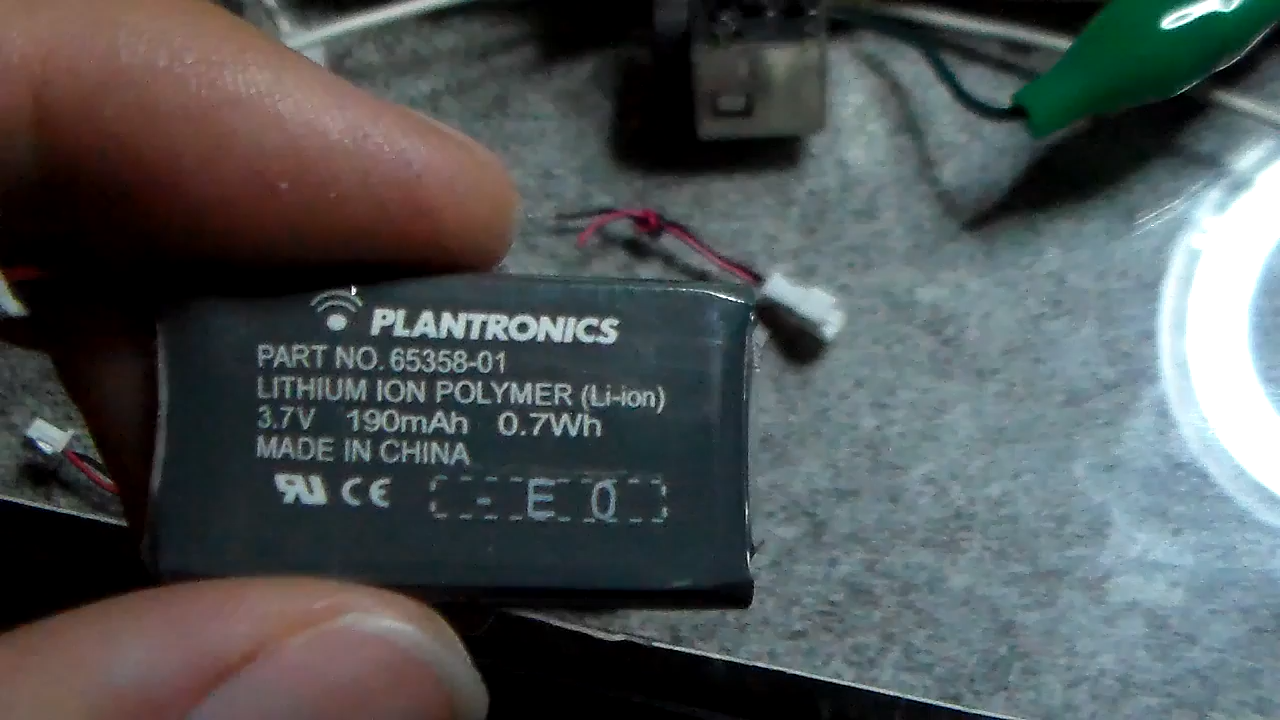 PLANTRONICS
PART NO. 65358-01
LITHIUM ION POLYMER (Li-ion)
3.7V 190mAh 0.7Wh
MADE IN CHINA
CE - E 0